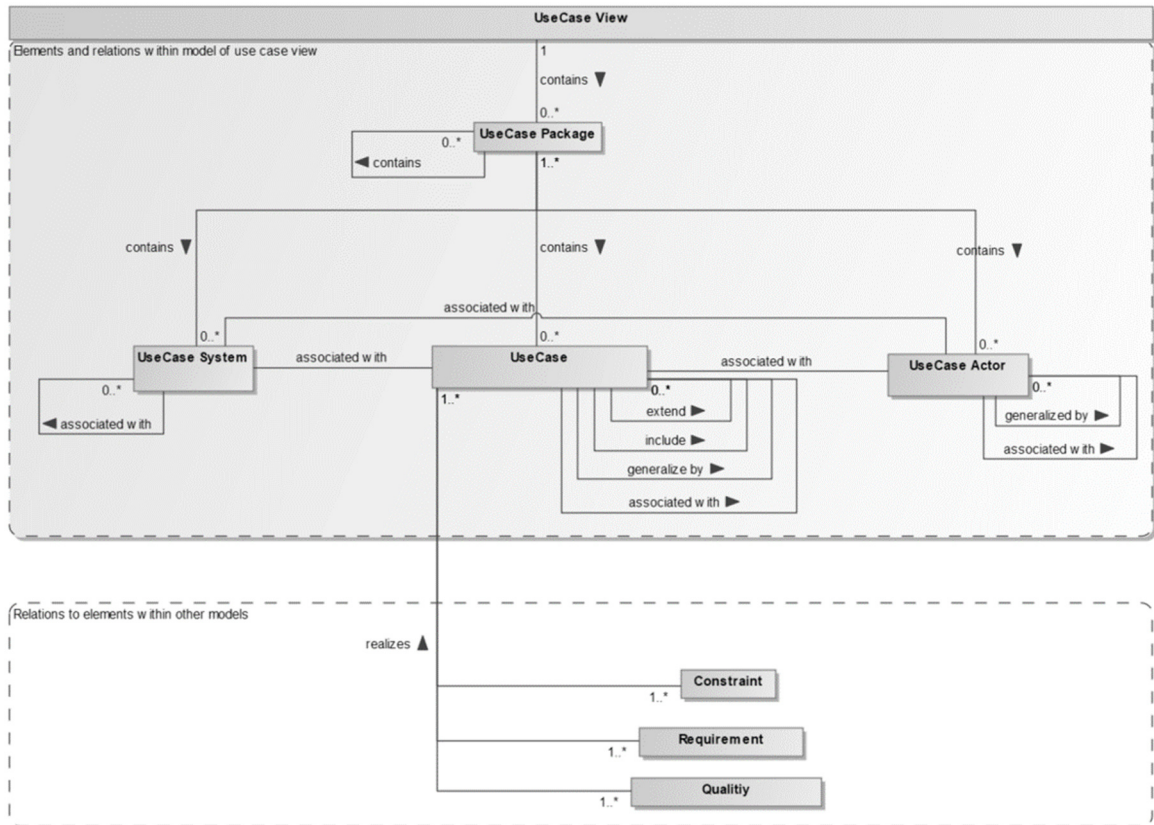 UseCase View
Elements and relations within model of use case view
1
contains
0..*
UseCase Package
0..*
contains
1..*
contains
contains
contains
associated with
0..*
0..*
0..*
UseCase System
associated with
UseCase
associated with
UseCase Actor
0..*
associated with
1..*
0..*
extend
include
generalize by
associated with
0..*
generalized by
associated with
Relations to elements within other models
realizes
Constraint
1..*
Requirement
1..*
Qualitiy
1..*